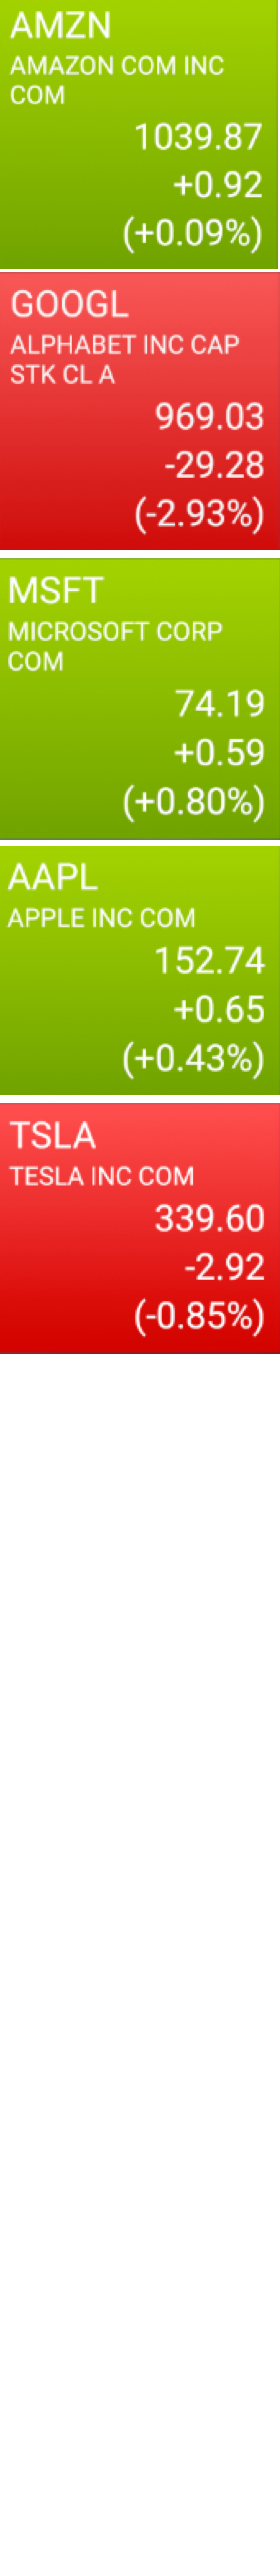 AMZN
AMAZON COM INC
COM
1039.87
+0.92
(+0.09%)
GOOGL
ALPHABET INC CAP
STK CL A
969.03
-29.28
(-2.93%)
MSFT
MICROSOFT CORP
COM
74.19
+0.59
(+0.80%)
AAPL
APPLE INC COM
152.74
+0.65
(+0.43%)
TSLA
TESLA INC COM
339.60
-2.92
(-0.85%)